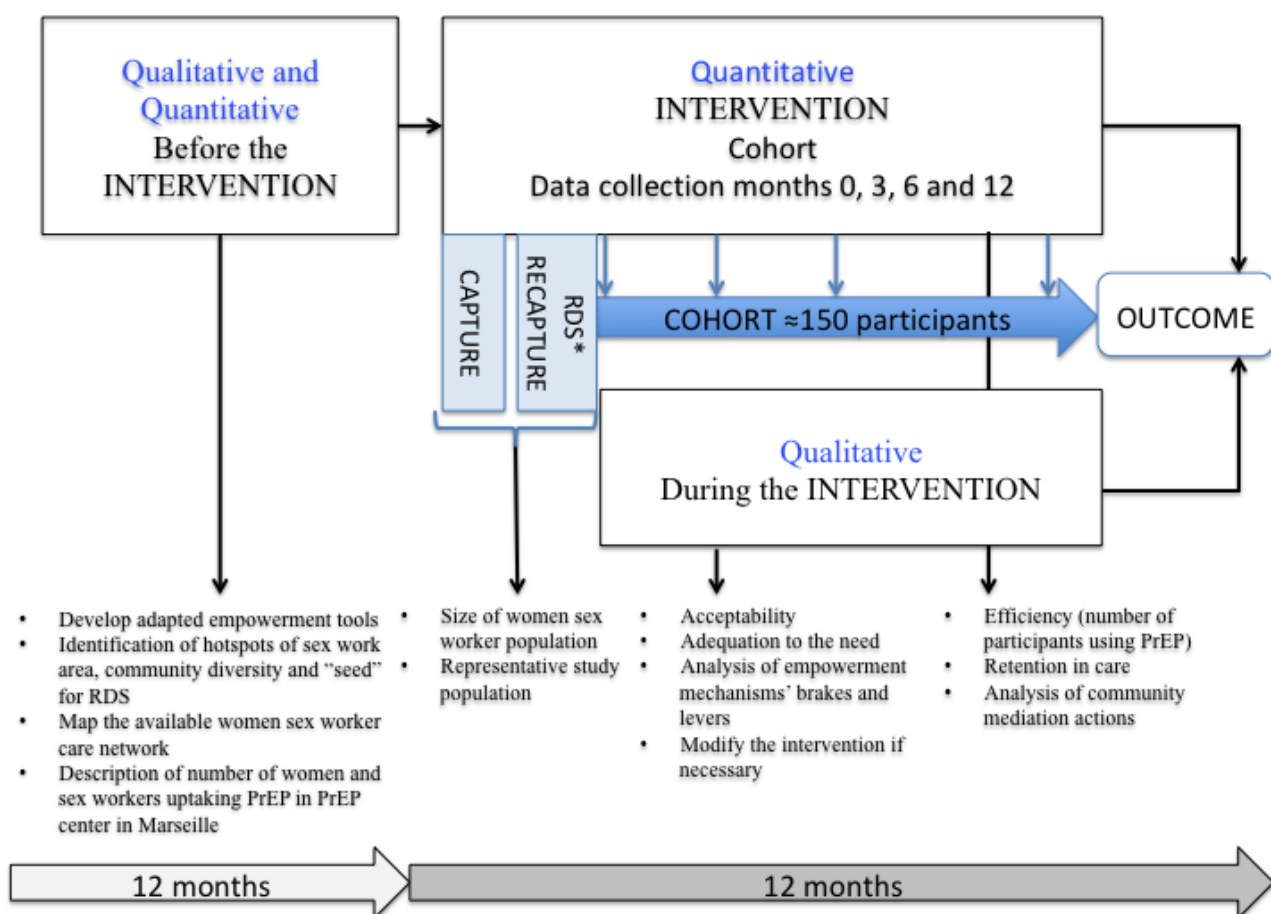 Qualitative and
Quantitative
Before the
INTERVENTION
Quantitative
INTERVENTION
Cohort
Data collection months 0, 3, 6 and 12
CAPTURE
RECAPTURE
RDS*
COHORT ≈150 participants
OUTCOME
Qualitative
During the INTERVENTION
• Develop adapted empowerment tools
• Identification of hotspots of sex work
area, community diversity and “seed”
for RDS
• Map the available women sex worker
care network
• Description of number of women and
sex workers uptaking PrEP in PrEP
center in Marseille
• Size of women sex
worker population
• Representative study
population
• Acceptability
• Adequation to the need
• Analysis of empowerment
mechanisms’ brakes and
levers
• Modify the intervention if
necessary
• Efficiency (number of
participants using PrEP)
• Retention in care
• Analysis of community
mediation actions
12 months
12 months